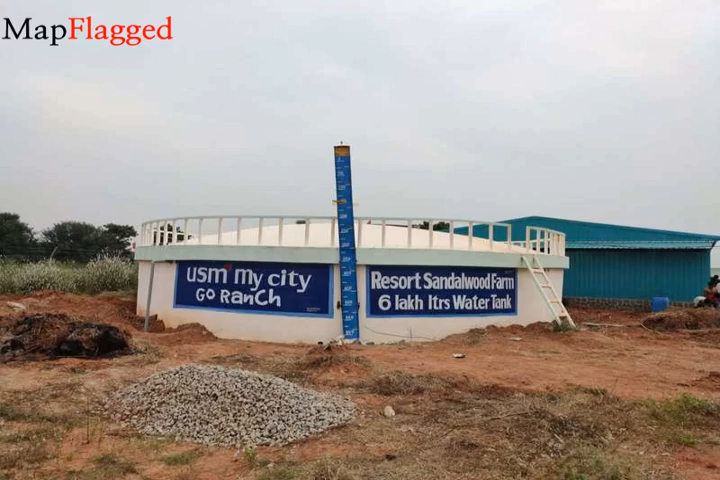 MapFlagged
usm' my city
GO RanCh
Resort Sandalwood Farm
6 lakh ltrs Water Tank